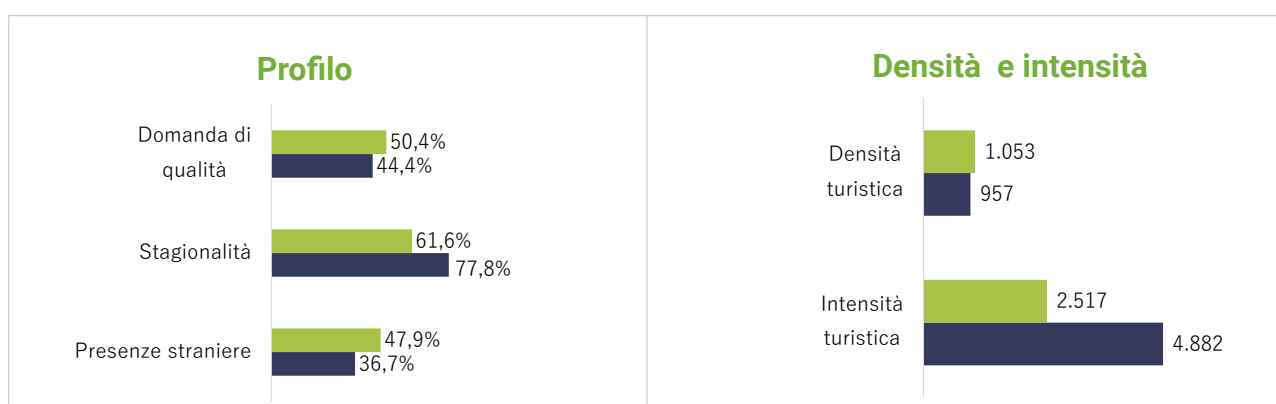 Profilo
Domanda di
qualità
50,4%
44,4%
Stagionalità
61,6%
77,8%
Presenze straniere
47,9%
36,7%
Densità e intensità
Densità
turistica
1.053
957
Intensità
turistica
2.517
4.882